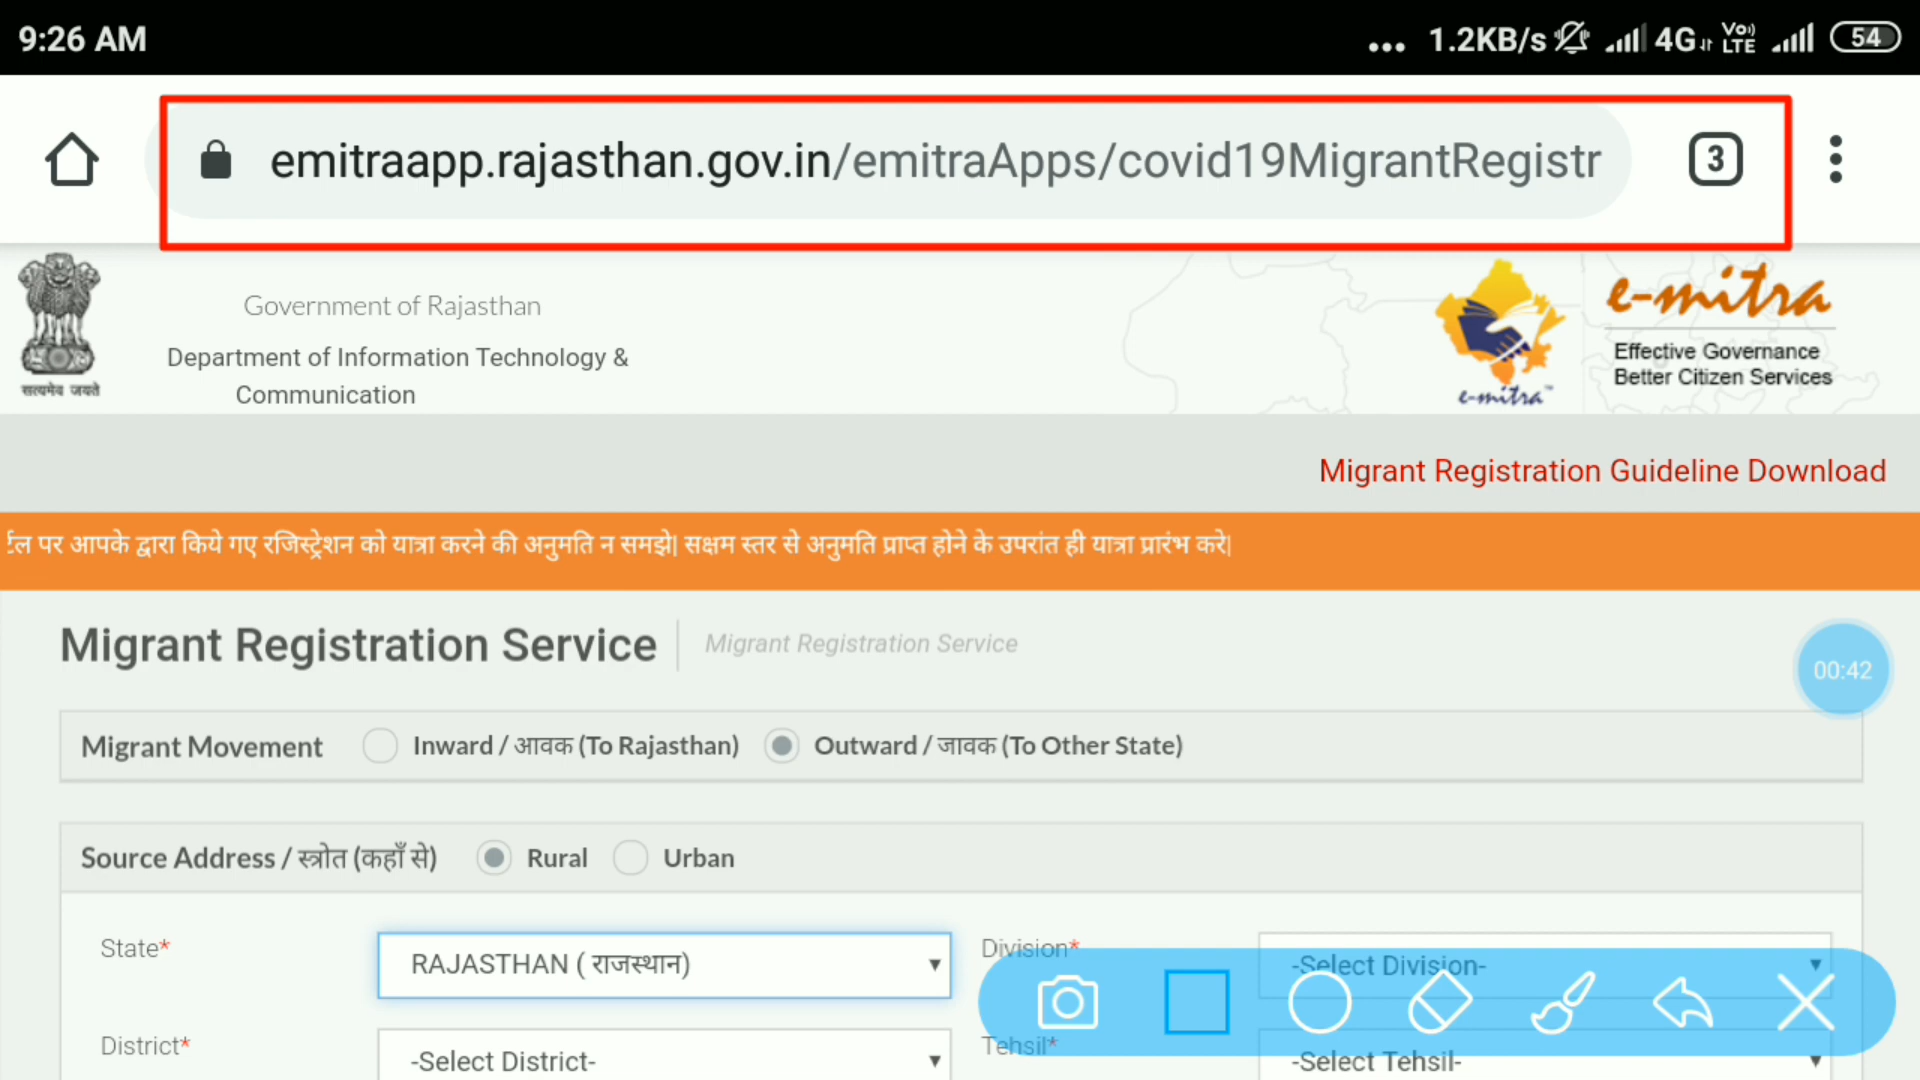 9:26 AM
... 1.2KB/s 4G VoLTE 54
emitraapp.rajasthan.gov.in/emitraApps/covid19MigrantRegistr
3
Government of Rajasthan
Department of Information Technology &
Communication
सत्यमेव जयते
e-mitra™
e-mitra
Effective Governance
Better Citizen Services
Migrant Registration Guideline Download
र्टल पर आपके द्वारा किये गए रजिस्ट्रेशन को यात्रा करने की अनुमति न समझे| सक्षम स्तर से अनुमति प्राप्त होने के उपरांत ही यात्रा प्रारंभ करे|
Migrant Registration Service
Migrant Registration Service
00:42
Migrant Movement Inward / आवक (To Rajasthan) Outward / जावक (To Other State)
Source Address / स्त्रोत (कहाँ से) Rural Urban
State* RAJASTHAN ( राजस्थान) Division* -Select Division-
District* -Select District- Tehsil* -Select Tehsil-